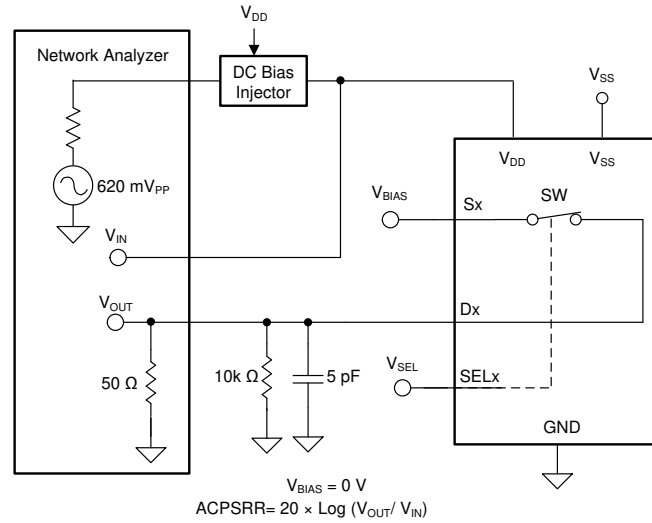 V_DD
Network Analyzer
DC Bias
Injector
V_SS
620 mV_PP
V_DD
V_SS
V_BIAS
Sx
SW
V_IN
V_OUT
Dx
50 Ω
10k Ω
5 pF
V_SEL
SELx
GND
V_BIAS = 0 V
ACPSRR= 20 × Log (V_OUT/ V_IN)